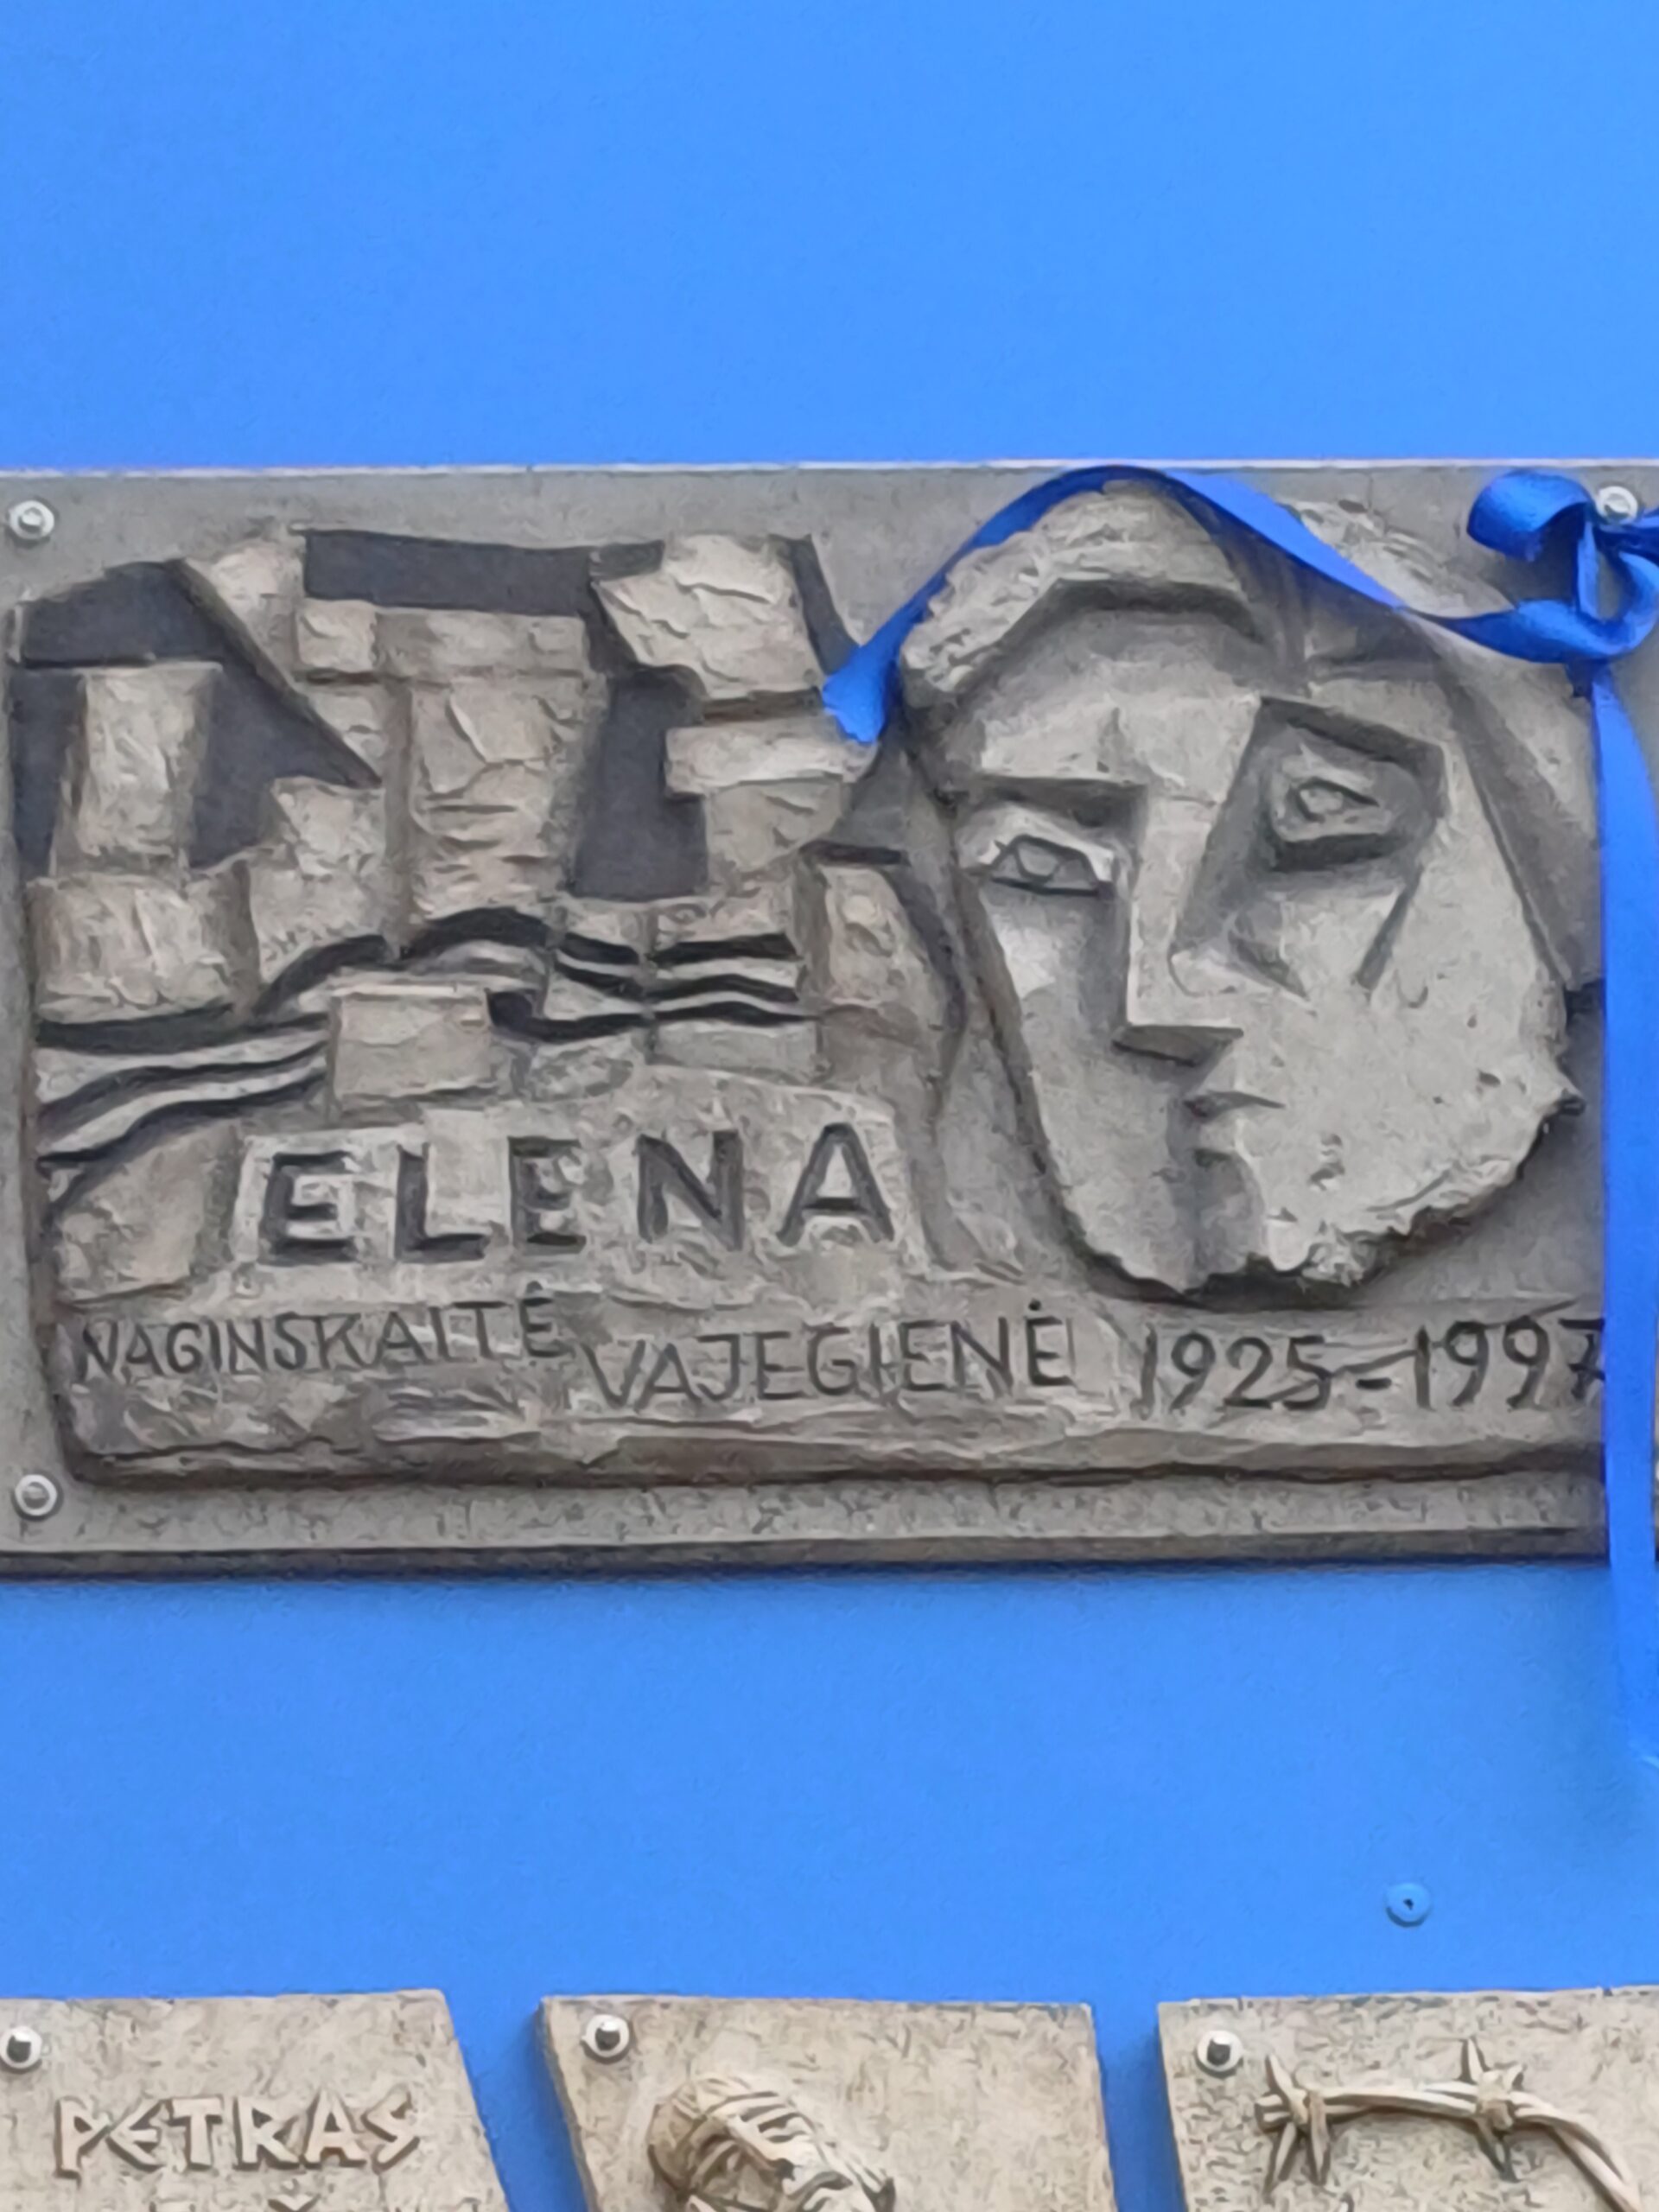 ELENA
NAGINSKAITĖ VAJEGIENĖ 1925-1997
PETRAS